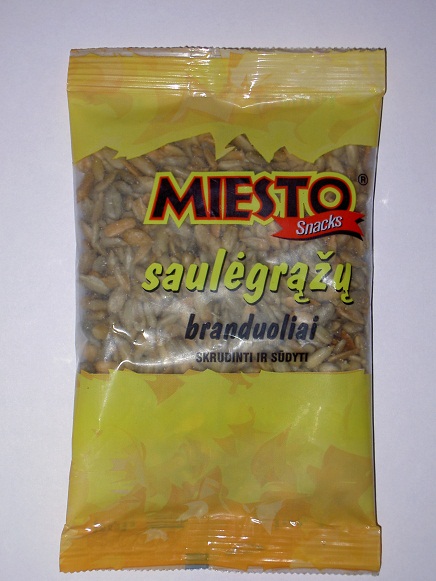 MIESTO®
Snacks
saulėgrąžų
branduoliai
SKRUDINTI IR SŪDYTI